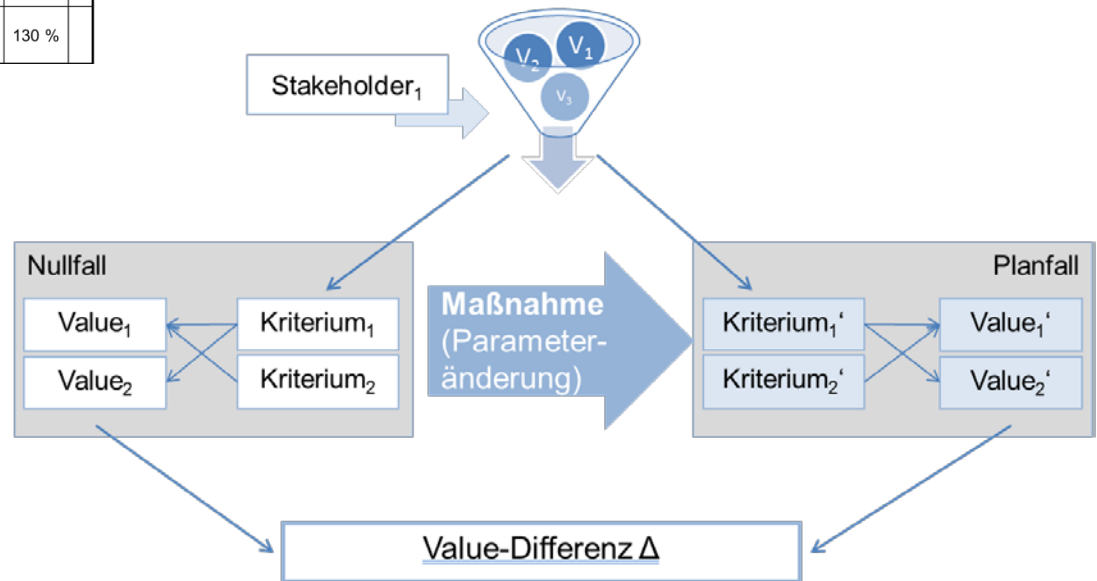 130 %
V₂
V₁
V₃
Stakeholder₁
Nullfall
Value₁
Kriterium₁
Value₂
Kriterium₂
Maßnahme
(Parameter-
änderung)
Planfall
Kriterium₁‘
Value₁‘
Kriterium₂‘
Value₂‘
Value-Differenz Δ